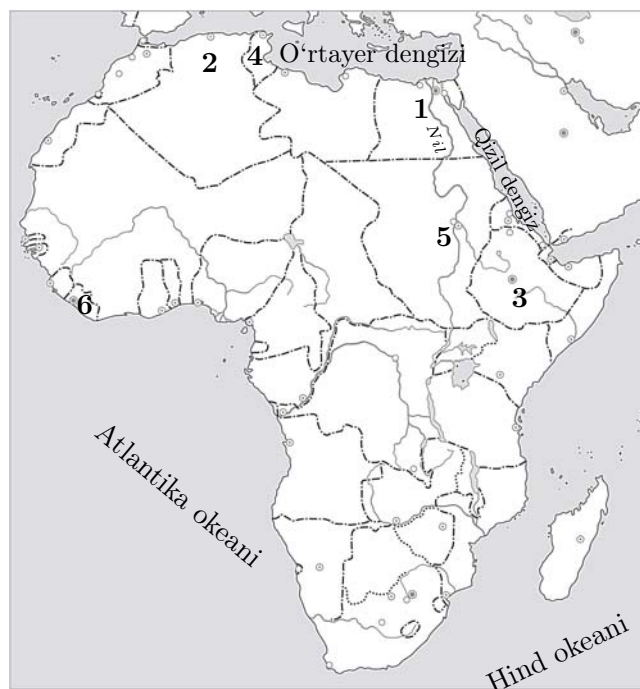 2
4
O‘rtayer dengizi
1
Nil
Qizil dengiz
5
3
6
Atlantika okeani
Hind okeani